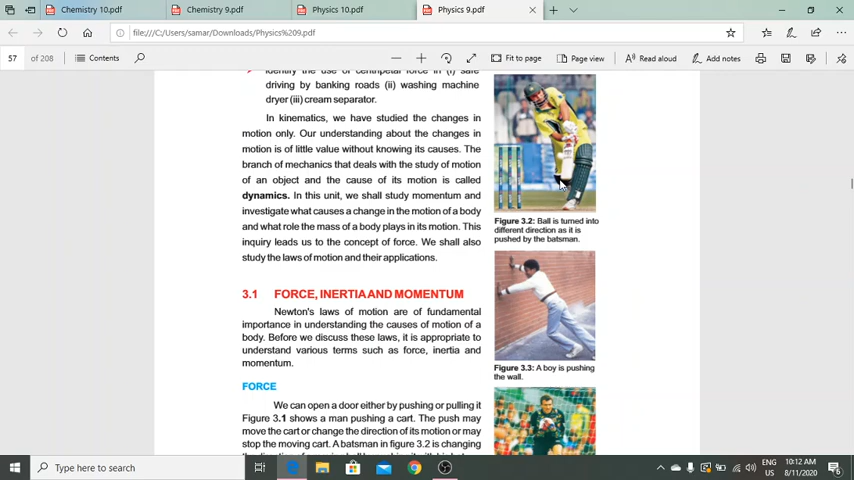 Chemistry 10.pdf
Chemistry 9.pdf
Physics 10.pdf
Physics 9.pdf
file:///C:/Users/samar/Downloads/Physics%209.pdf
57 of 208
Contents
Fit to page
Page view
Read aloud
Add notes
identify the use of centripetal force in (i) safe
driving by banking roads (ii) washing machine
dryer (iii) cream separator.
In kinematics, we have studied the changes in
motion only. Our understanding about the changes in
motion is of little value without knowing its causes. The
branch of mechanics that deals with the study of motion
of an object and the cause of its motion is called
dynamics. In this unit, we shall study momentum and
investigate what causes a change in the motion of a body
and what role the mass of a body plays in its motion. This
inquiry leads us to the concept of force. We shall also
study the laws of motion and their applications.
3.1 FORCE, INERTIA AND MOMENTUM
Newton's laws of motion are of fundamental
importance in understanding the causes of motion of a
body. Before we discuss these laws, it is appropriate to
understand various terms such as force, inertia and
momentum.
FORCE
We can open a door either by pushing or pulling it
Figure 3.1 shows a man pushing a cart. The push may
move the cart or change the direction of its motion or may
stop the moving cart. A batsman in figure 3.2 is changing
Figure 3.2: Ball is turned into
different direction as it is
pushed by the batsman.
Figure 3.3: A boy is pushing
the wall.
Type here to search
ENG
US
10:12 AM
8/11/2020
6